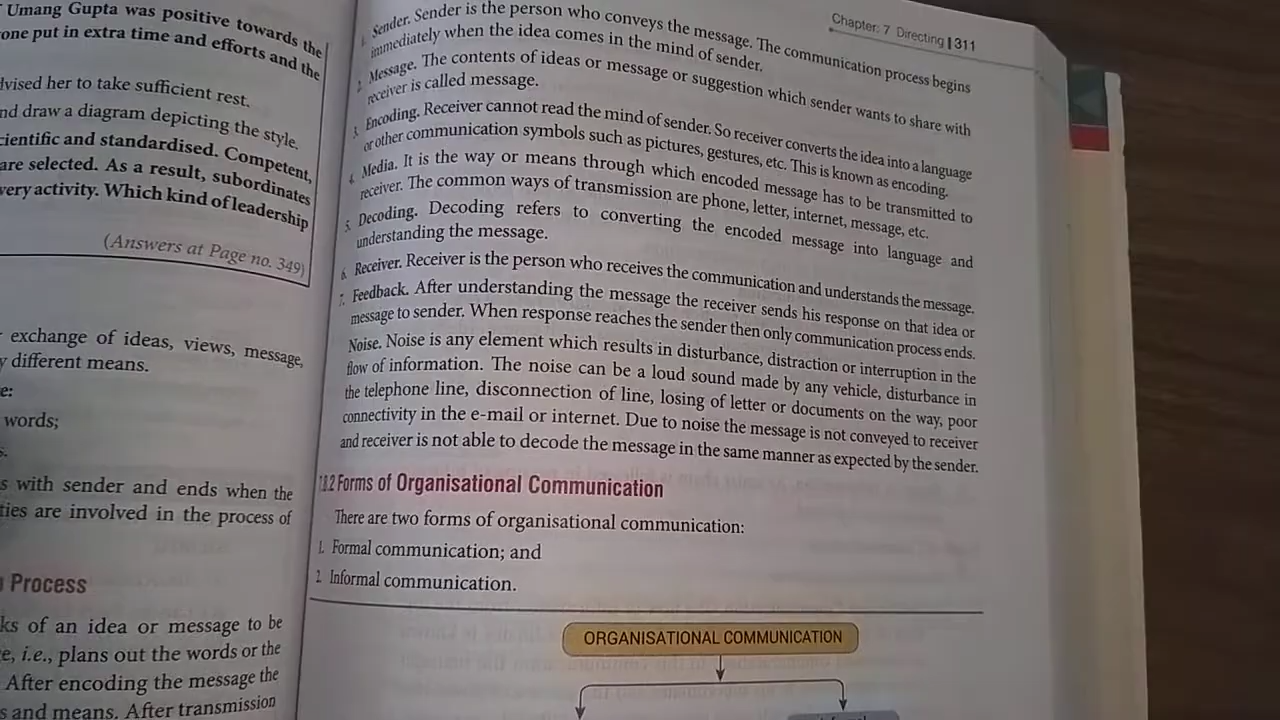 Umang Gupta was positive towards the
one put in extra time and efforts and the
vised her to take sufficient rest.
nd draw a diagram depicting the style.
cientific and standardised. Competent,
are selected. As a result, subordinates
very activity. Which kind of leadership
(Answers at Page no. 349)
exchange of ideas, views, message,
y different means.
e:
words;
s.
s with sender and ends when the
ties are involved in the process of
Process
ks of an idea or message to be
e, i.e., plans out the words or the
After encoding the message the
s and means. After transmission
Chapter: 7 Directing | 311
1. Sender. Sender is the person who conveys the message. The communication process begins
immediately when the idea comes in the mind of sender.
2. Message. The contents of ideas or message or suggestion which sender wants to share with
receiver is called message.
3. Encoding. Receiver cannot read the mind of sender. So receiver converts the idea into a language
or other communication symbols such as pictures, gestures, etc. This is known as encoding.
4. Media. It is the way or means through which encoded message has to be transmitted to
receiver. The common ways of transmission are phone, letter, internet, message, etc.
5. Decoding. Decoding refers to converting the encoded message into language and
understanding the message.
6. Receiver. Receiver is the person who receives the communication and understands the message.
7. Feedback. After understanding the message the receiver sends his response on that idea or
message to sender. When response reaches the sender then only communication process ends.
Noise. Noise is any element which results in disturbance, distraction or interruption in the
flow of information. The noise can be a loud sound made by any vehicle, disturbance in
the telephone line, disconnection of line, losing of letter or documents on the way, poor
connectivity in the e-mail or internet. Due to noise the message is not conveyed to receiver
and receiver is not able to decode the message in the same manner as expected by the sender.
7.8.2 Forms of Organisational Communication
There are two forms of organisational communication:
1. Formal communication; and
2. Informal communication.
ORGANISATIONAL COMMUNICATION